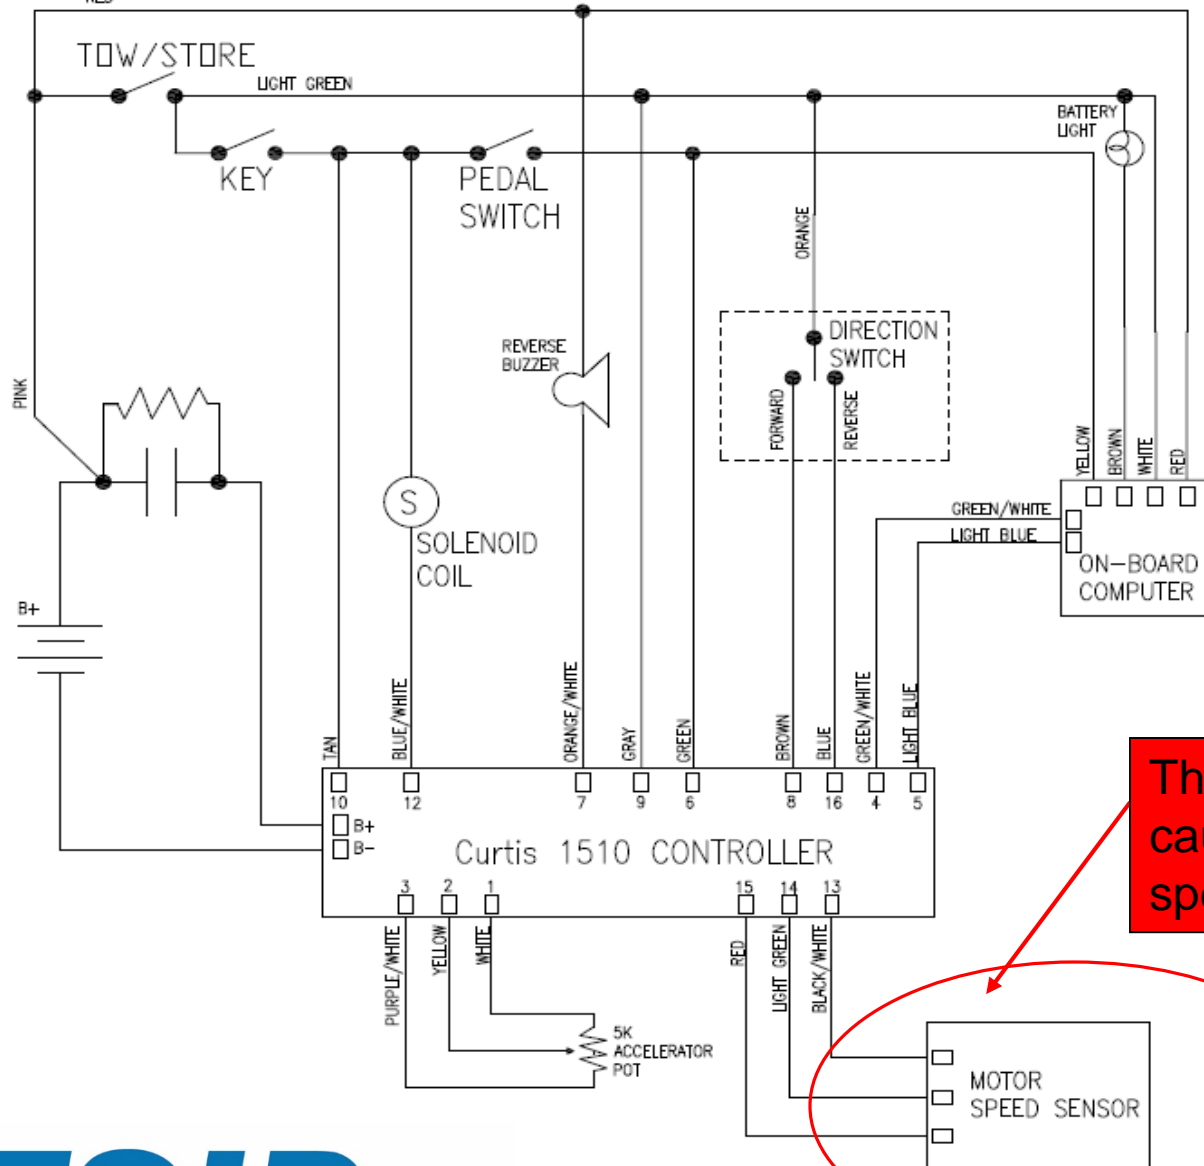 TOW/STORE
LIGHT GREEN
BATTERY
LIGHT
KEY
PEDAL
SWITCH
ORANGE
DIRECTION
SWITCH
REVERSE
BUZZER
PINK
FORWARD
REVERSE
YELLOW
BROWN
WHITE
RED
GREEN/WHITE
LIGHT BLUE
S
SOLENOID
COIL
ON-BOARD
COMPUTER
B+
TAN
BLUE/WHITE
ORANGE/WHITE
GRAY
GREEN
BROWN
BLUE
GREEN/WHITE
LIGHT BLUE
10 12 7 9 6 8 16 4 5
B+
B-
Curtis 1510 CONTROLLER
3 2 1 15 14 13
PURPLE/WHITE
YELLOW
WHITE
RED
LIGHT GREEN
BLACK/WHITE
5K
ACCELERATOR
POT
MOTOR
SPEED SENSOR